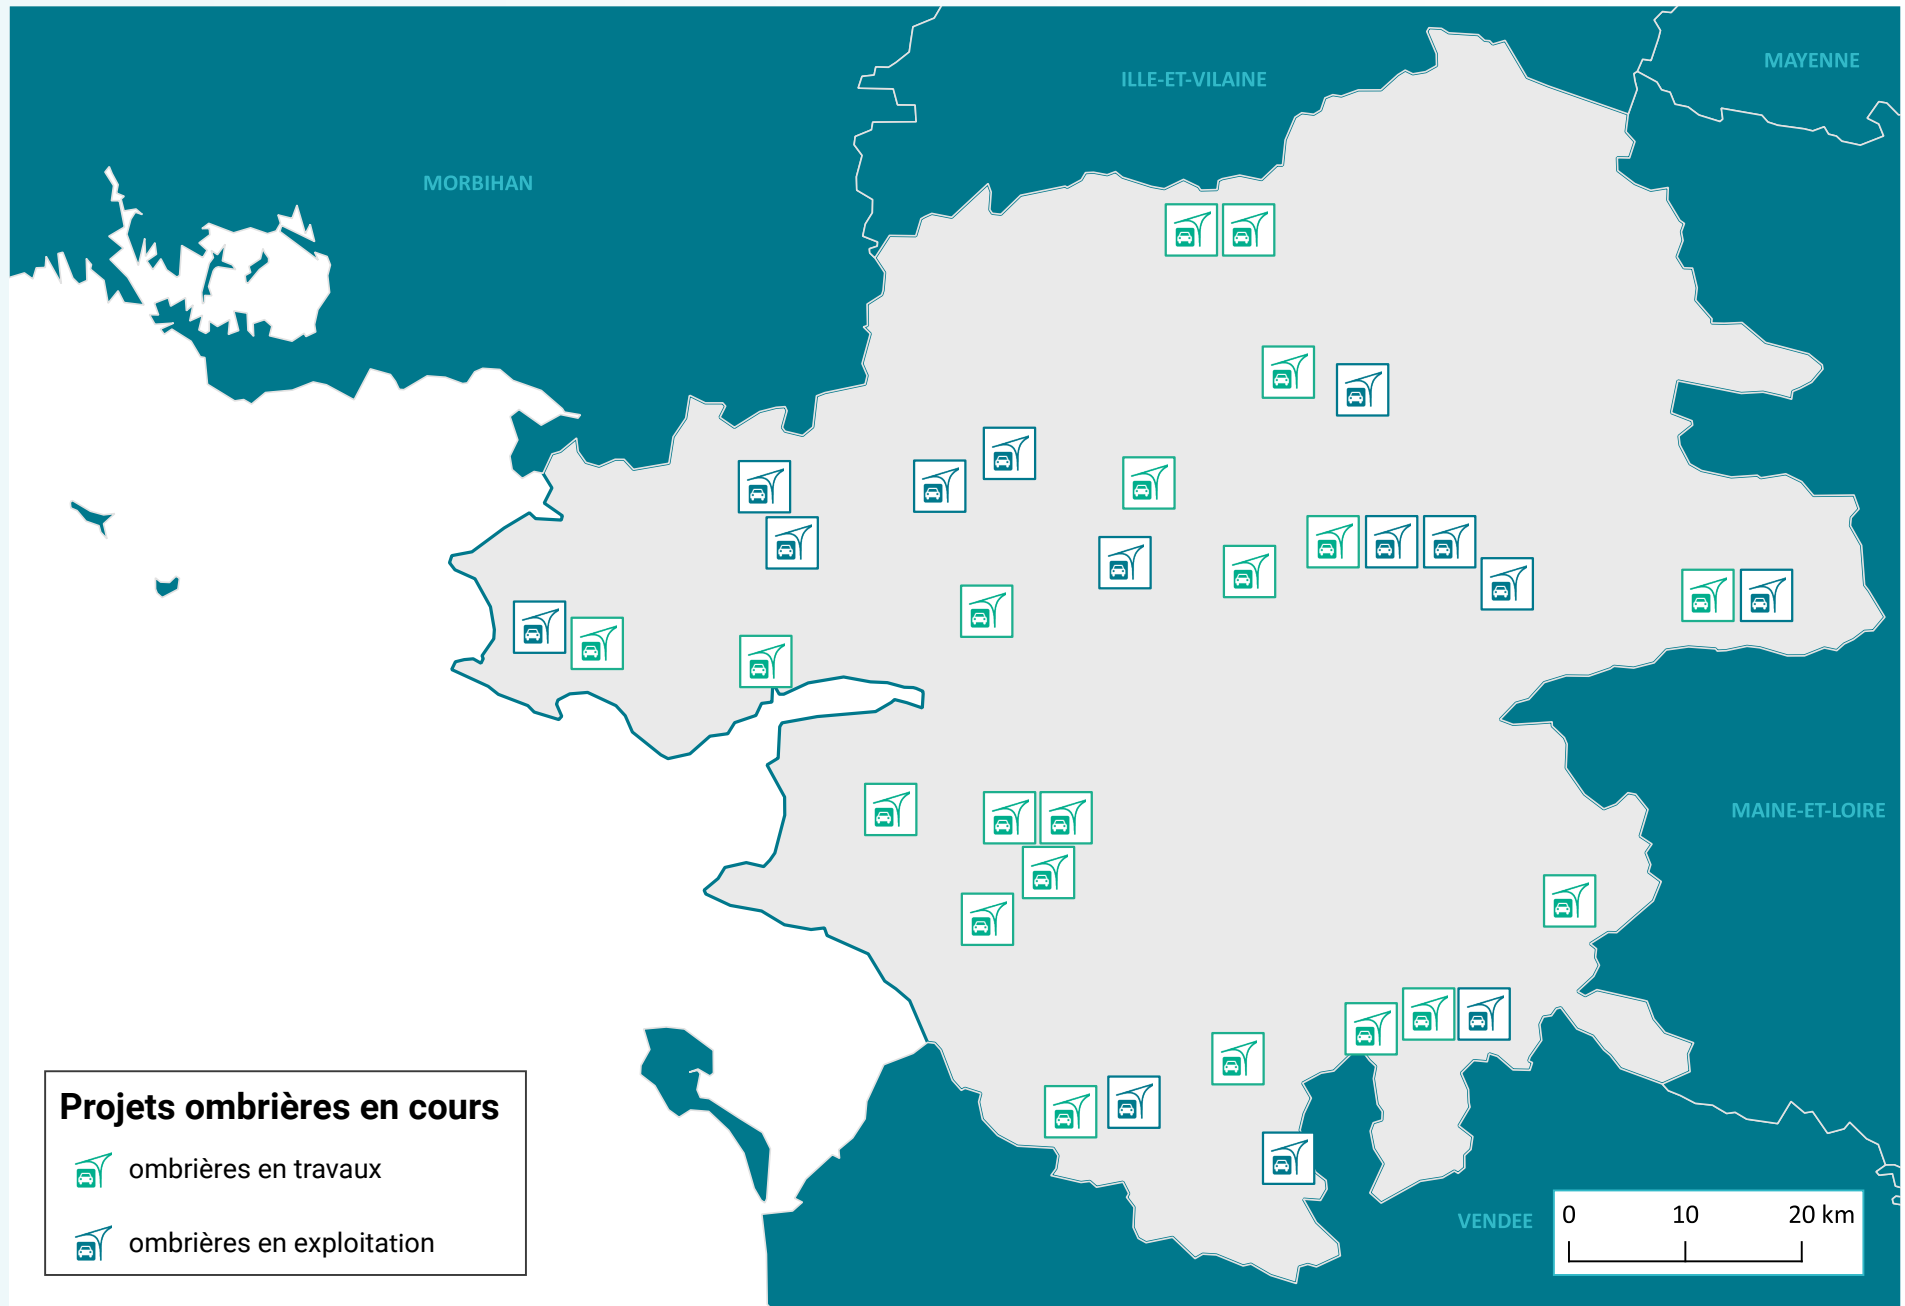 MAYENNE
ILLE-ET-VILAINE
MORBIHAN
MAINE-ET-LOIRE
Projets ombrières en cours
ombrières en travaux
ombrières en exploitation
VENDEE
0 10 20 km